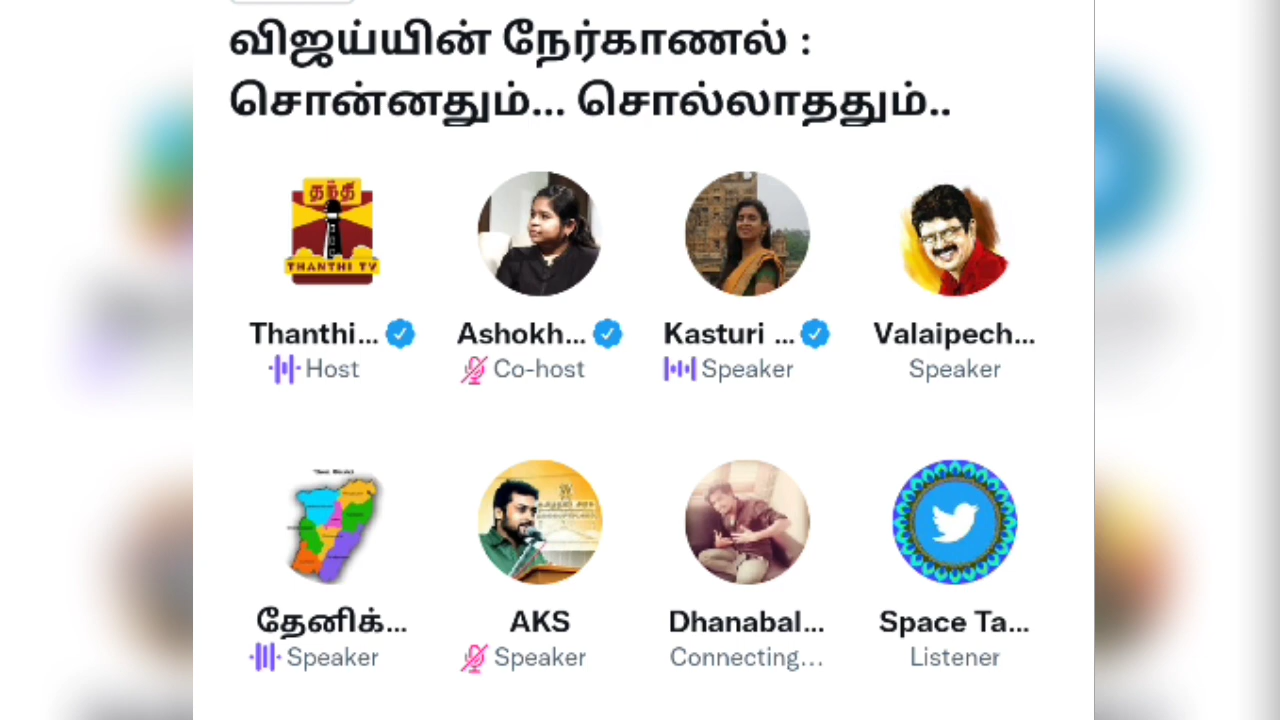 விஜய்யின் நேர்காணல் :
சொன்னதும்... சொல்லாததும்..
தந்தி
THANTHI TV
Thanthi... Ashokh... Kasturi ... Valaipech...
Host Co-host Speaker Speaker
தேனிக்... AKS Dhanabal... Space Ta...
Speaker Speaker Connecting... Listener